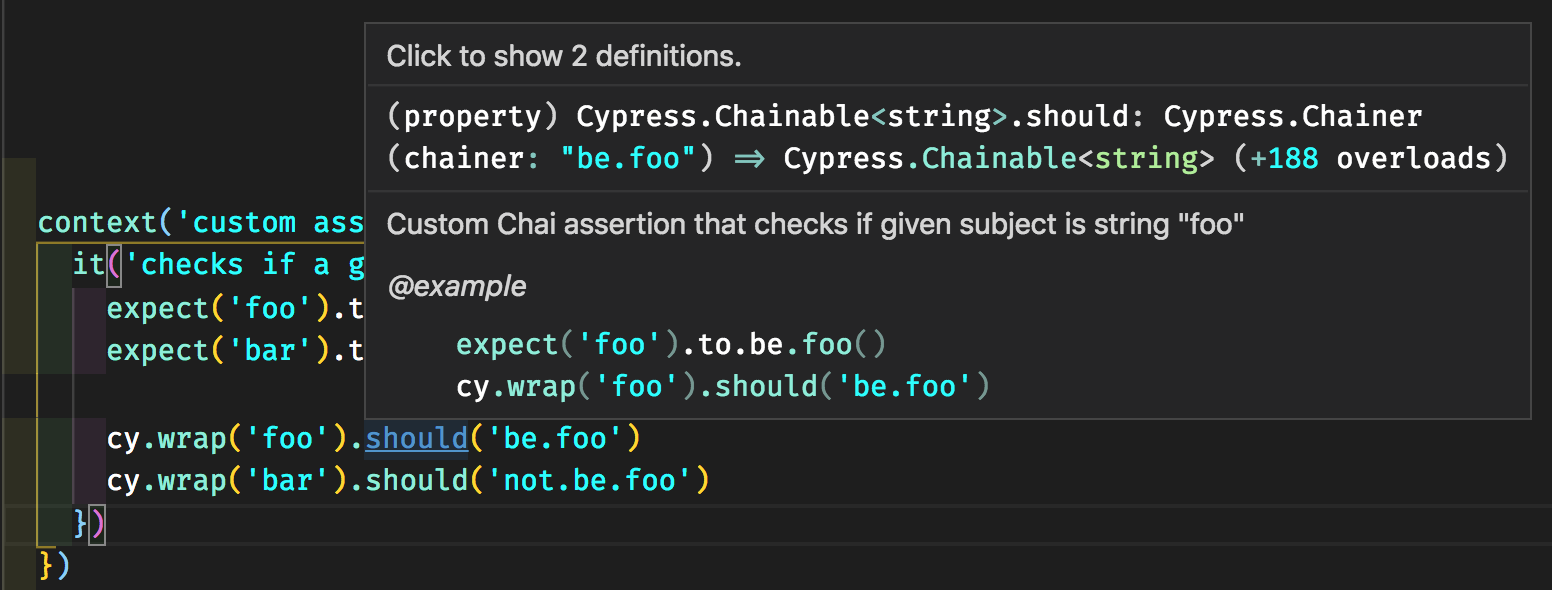 Click to show 2 definitions.
(property) Cypress.Chainable<string>.should: Cypress.Chainer
(chainer: "be.foo") => Cypress.Chainable<string> (+188 overloads)
Custom Chai assertion that checks if given subject is string "foo"
@example
expect('foo').to.be.foo()
cy.wrap('foo').should('be.foo')
context('custom ass
it('checks if a g
expect('foo').t
expect('bar').t
cy.wrap('foo').should('be.foo')
cy.wrap('bar').should('not.be.foo')
})
})